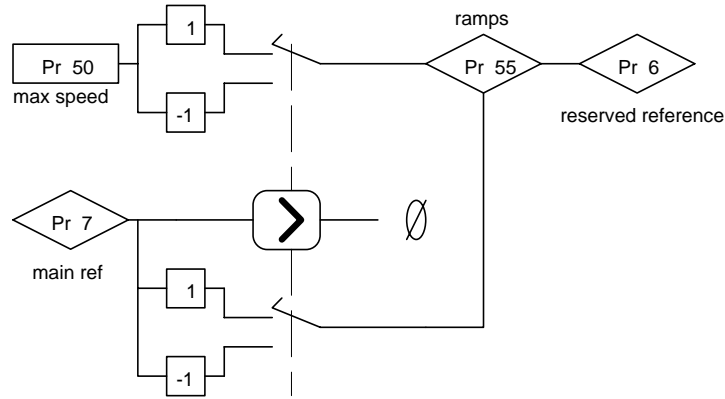 ramps
1
Pr 50
Pr 55
Pr 6
max speed
-1
reserved reference
Pr 7
>
Ø
main ref
1
-1